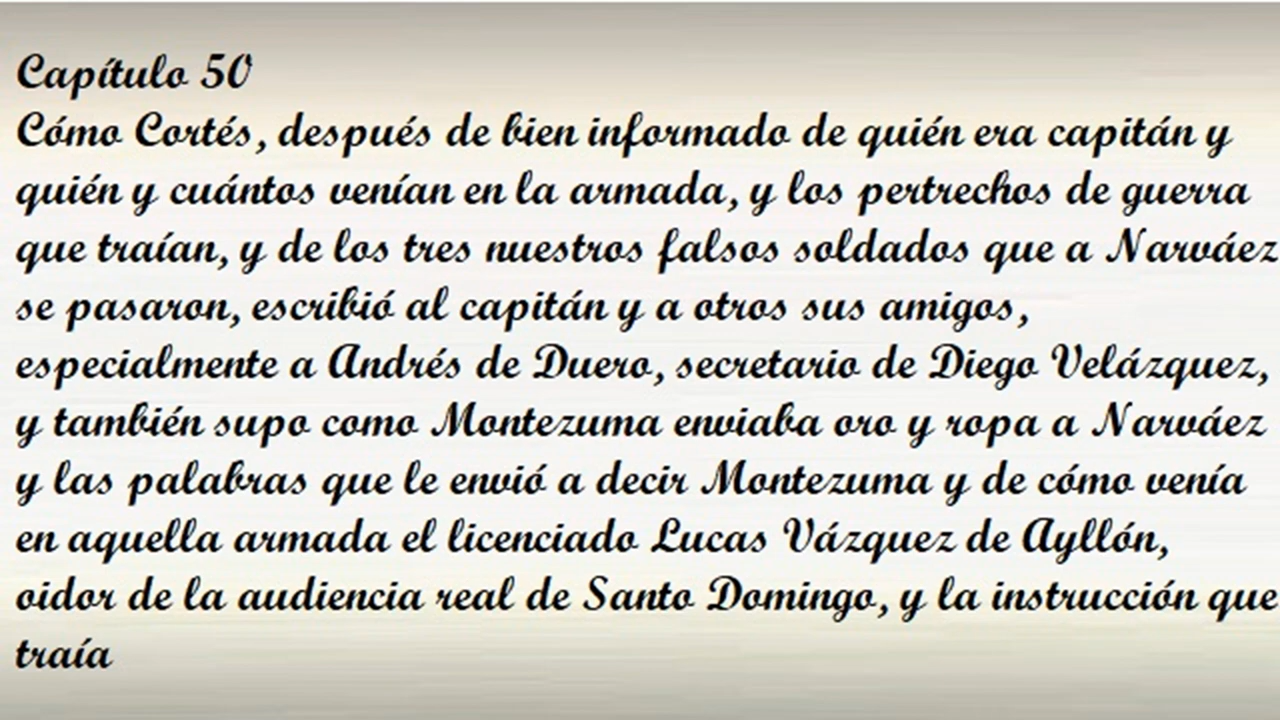 Capítulo 50
Cómo Cortés, después de bien informado de quién era capitán y
quién y cuántos venían en la armada, y los pertrechos de guerra
que traían, y de los tres nuestros falsos soldados que a Narváez
se pasaron, escribió al capitán y a otros sus amigos,
especialmente a Andrés de Duero, secretario de Diego Velázquez,
y también supo como Montezuma enviaba oro y ropa a Narváez
y las palabras que le envió a decir Montezuma y de cómo venía
en aquella armada el licenciado Lucas Vázquez de Ayllón,
oidor de la audiencia real de Santo Domingo, y la instrucción que
traía